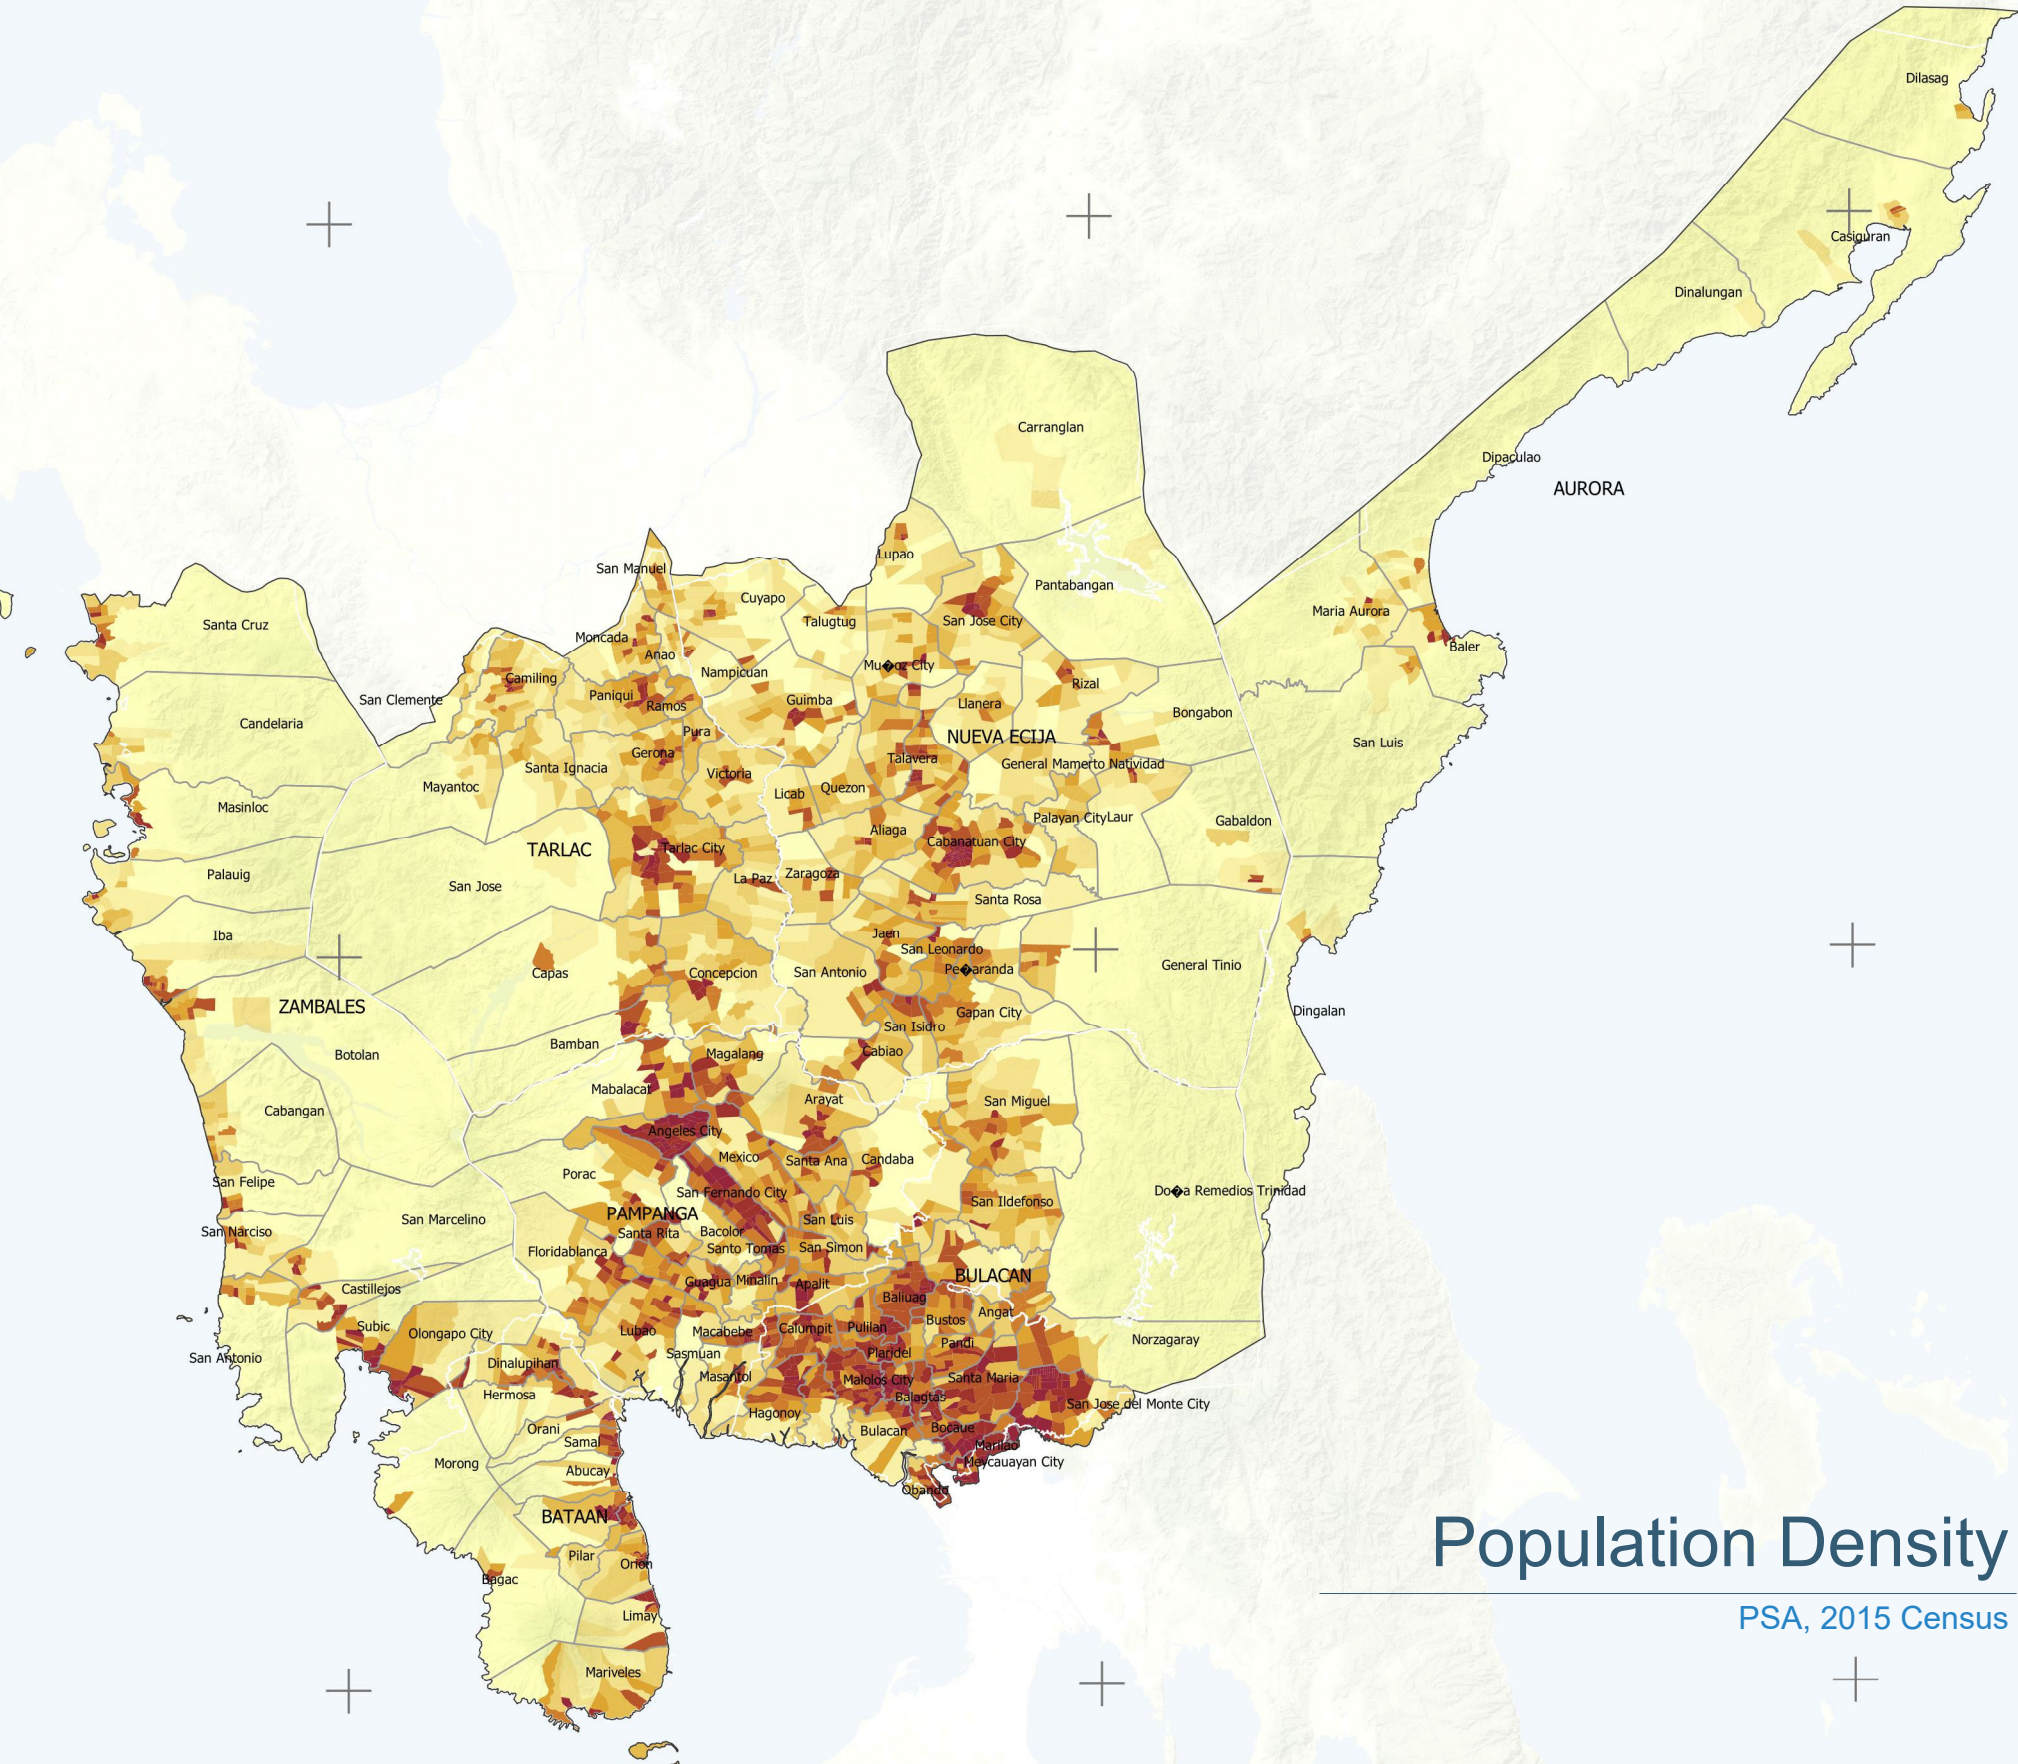 Dilasag
Casiguran
Dinalungan
Carranglan
Dipaculao
AURORA
Lupao
San Manuel
Pantabangan
Cuyapo
Maria Aurora
Santa Cruz
Talugtug
San Jose City
Moncada
Baler
Anao
Mu�oz City
Nampicuan
Camiling
Rizal
San Clemente
Paniqui
Ramos
Guimba
Llanera
Bongabon
Candelaria
Pura
NUEVA ECIJA
San Luis
Gerona
Talavera
General Mamerto Natividad
Santa Ignacia
Victoria
Mayantoc
Licab
Quezon
Masinloc
Palayan City
Laur
Gabaldon
Aliaga
TARLAC
Tarlac City
Cabanatuan City
Palauig
La Paz
Zaragoza
San Jose
Santa Rosa
Iba
Jaen
San Leonardo
General Tinio
Capas
Concepcion
San Antonio
Pe�aranda
ZAMBALES
Gapan City
Dingalan
San Isidro
Bamban
Botolan
Magalang
Cabiao
Mabalacat
Arayat
San Miguel
Cabangan
Angeles City
Mexico
Santa Ana
Candaba
Porac
San Felipe
San Fernando City
Do�a Remedios Trinidad
San Ildefonso
PAMPANGA
San Marcelino
San Luis
San Narciso
Santa Rita
Bacolor
Floridablanca
Santo Tomas
San Simon
BULACAN
Guagua
Minalin
Apalit
Castillejos
Baliuag
Angat
Subic
Olongapo City
Lubao
Macabebe
Calumpit
Pulilan
Bustos
Norzagaray
Pandi
San Antonio
Sasmuan
Plaridel
Dinalupihan
Masantol
Malolos City
Santa Maria
Hermosa
Balagtas
San Jose del Monte City
Hagonoy
Orani
Bulacan
Bocaue
Samal
Marilao
Morong
Abucay
Meycauayan City
Obando
BATAAN
Pilar
Orion
Bagac
Limay
Mariveles
Population Density
PSA, 2015 Census